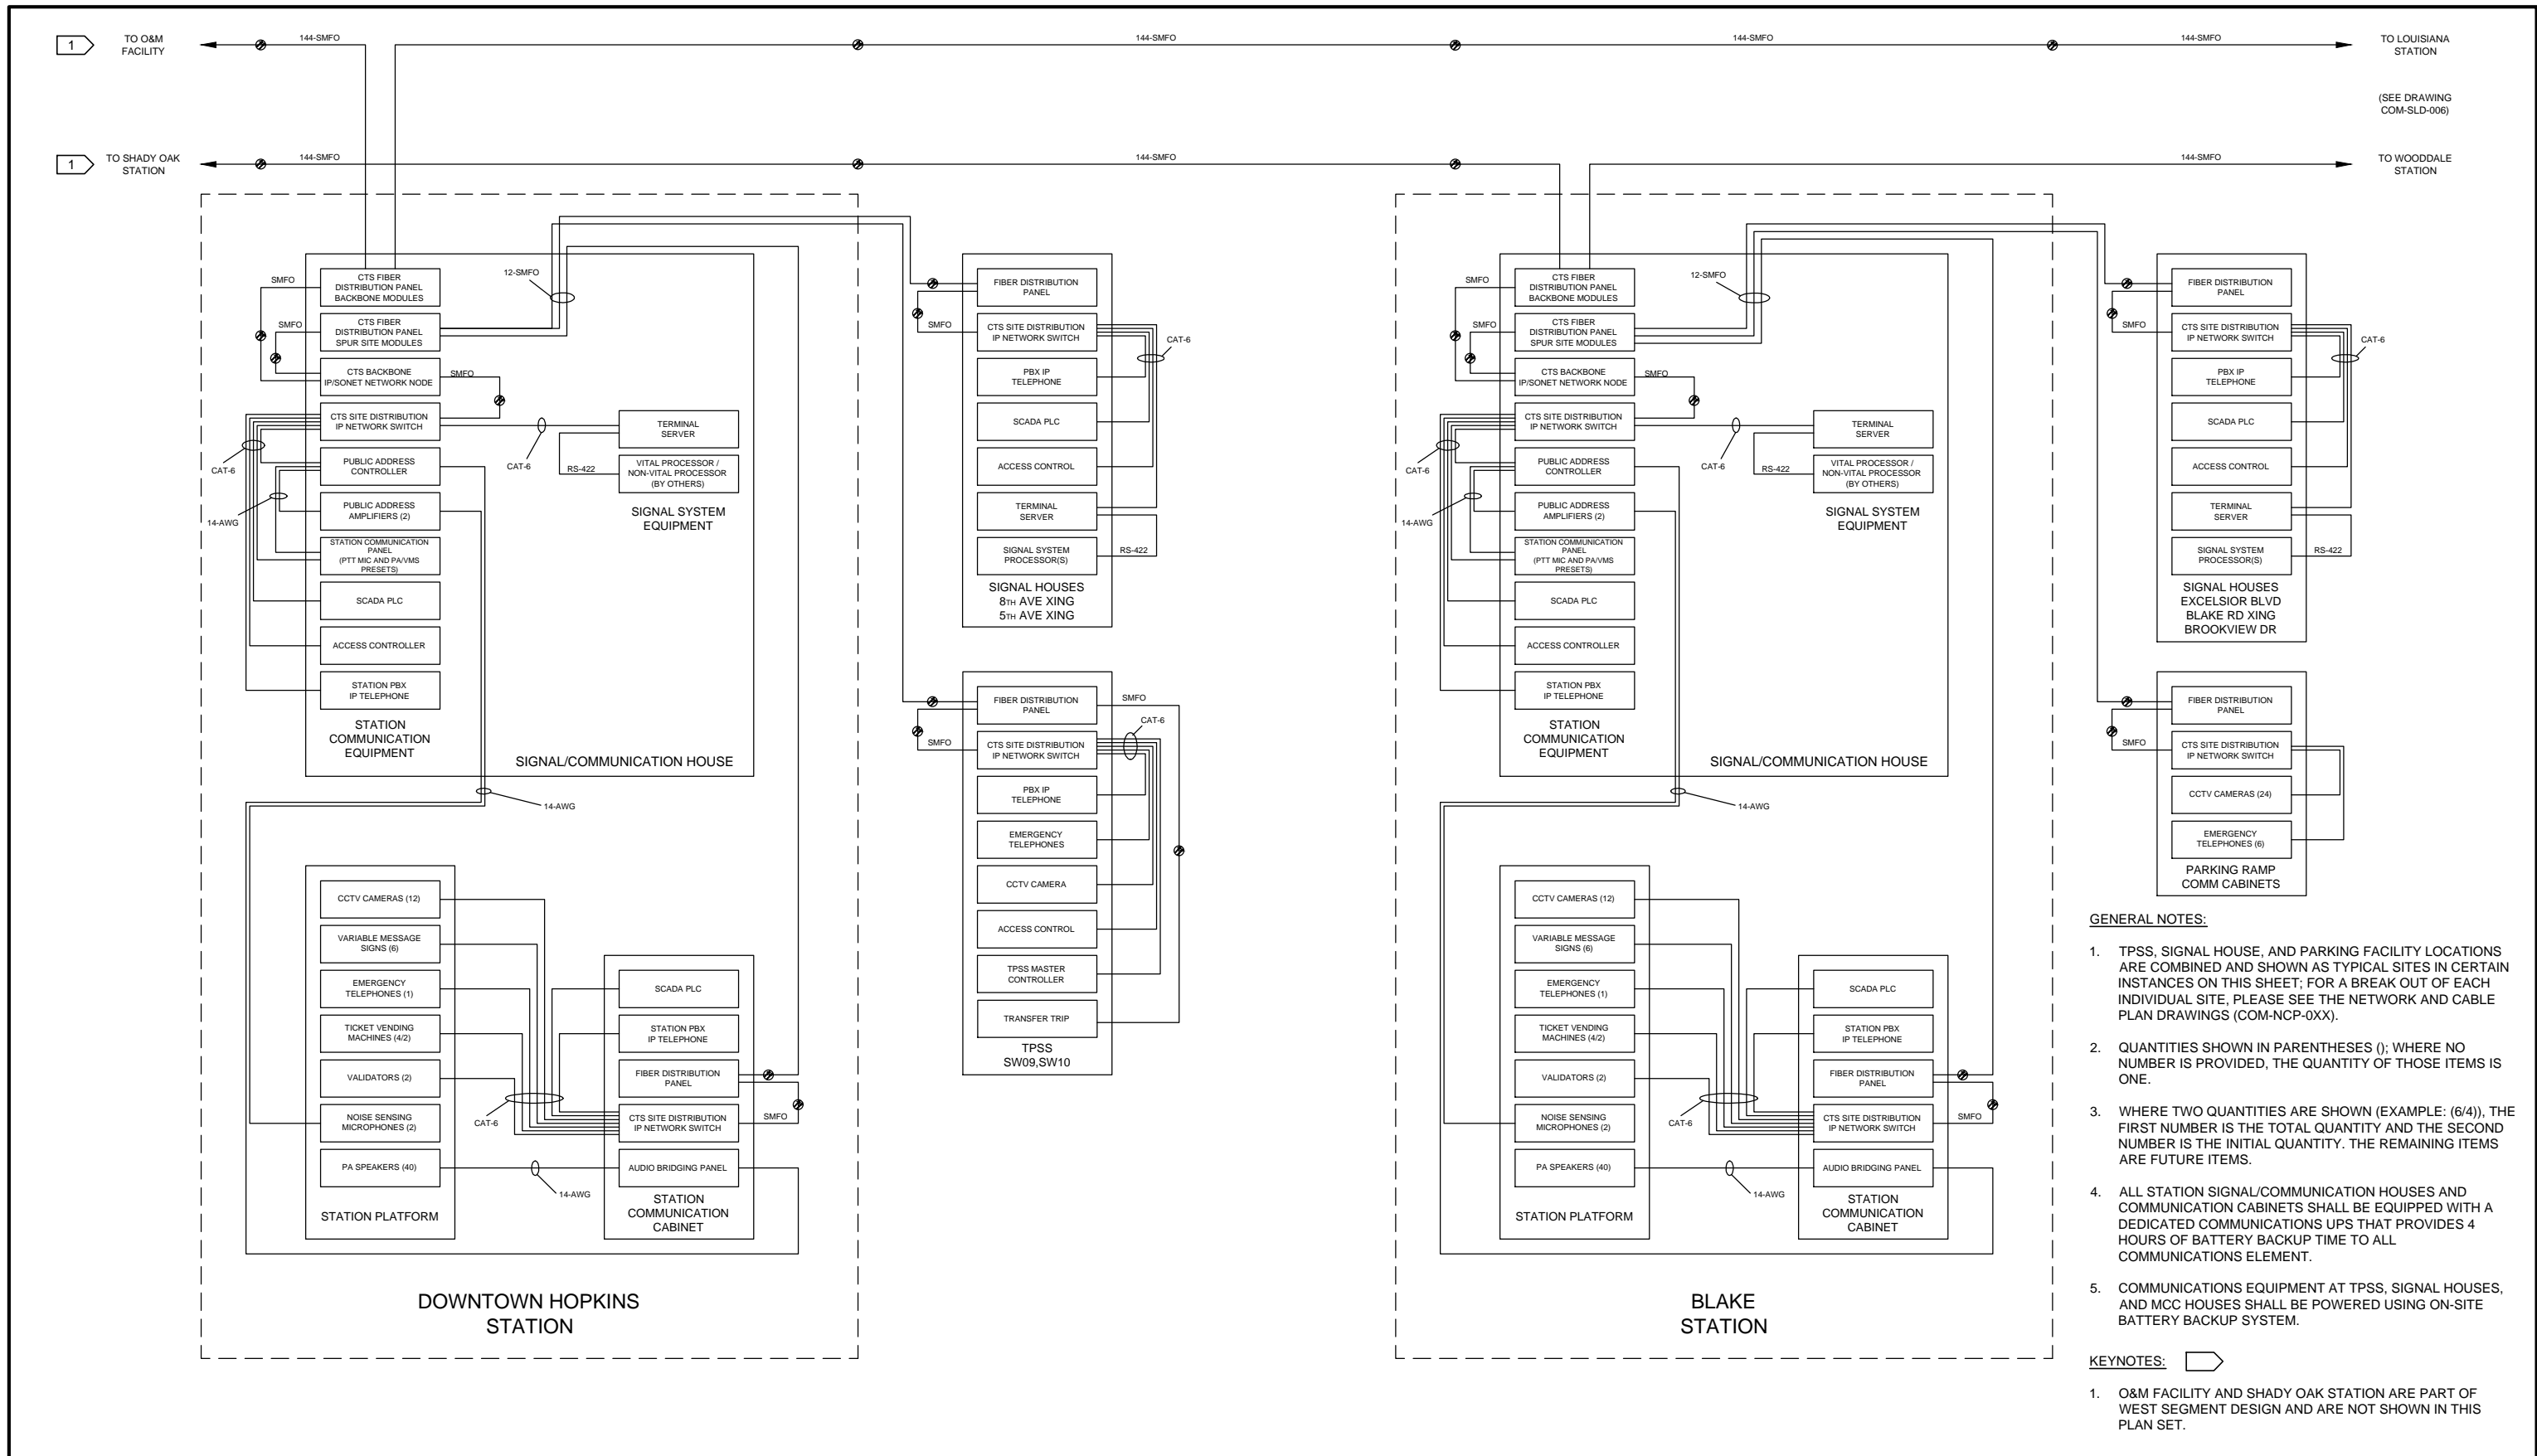 1
TO O&M
FACILITY
144-SMFO
144-SMFO
144-SMFO
144-SMFO
TO LOUISIANA
STATION
(SEE DRAWING
COM-SLD-006)
1
TO SHADY OAK
STATION
144-SMFO
144-SMFO
144-SMFO
TO WOODDALE
STATION
SMFO
CTS FIBER
DISTRIBUTION PANEL
BACKBONE MODULES
12-SMFO
SMFO
CTS FIBER
DISTRIBUTION PANEL
SPUR SITE MODULES
CTS BACKBONE
IP/SONET NETWORK NODE
SMFO
CTS SITE DISTRIBUTION
IP NETWORK SWITCH
TERMINAL
SERVER
CAT-6
CAT-6
RS-422
PUBLIC ADDRESS
CONTROLLER
VITAL PROCESSOR /
NON-VITAL PROCESSOR
(BY OTHERS)
SIGNAL SYSTEM
EQUIPMENT
14-AWG
PUBLIC ADDRESS
AMPLIFIERS (2)
STATION COMMUNICATION
PANEL
(PTT MIC AND PA/VMS
PRESETS)
SCADA PLC
ACCESS CONTROLLER
STATION PBX
IP TELEPHONE
STATION
COMMUNICATION
EQUIPMENT
SIGNAL/COMMUNICATION HOUSE
14-AWG
CCTV CAMERAS (12)
VARIABLE MESSAGE
SIGNS (6)
EMERGENCY
TELEPHONES (1)
TICKET VENDING
MACHINES (4/2)
VALIDATORS (2)
NOISE SENSING
MICROPHONES (2)
PA SPEAKERS (40)
STATION PLATFORM
CAT-6
14-AWG
SCADA PLC
STATION PBX
IP TELEPHONE
FIBER DISTRIBUTION
PANEL
CTS SITE DISTRIBUTION
IP NETWORK SWITCH
SMFO
AUDIO BRIDGING PANEL
STATION
COMMUNICATION
CABINET
DOWNTOWN HOPKINS
STATION
FIBER DISTRIBUTION
PANEL
SMFO
CTS SITE DISTRIBUTION
IP NETWORK SWITCH
CAT-6
PBX IP
TELEPHONE
SCADA PLC
ACCESS CONTROL
TERMINAL
SERVER
SIGNAL SYSTEM
PROCESSOR(S)
RS-422
SIGNAL HOUSES
8TH AVE XING
5TH AVE XING
FIBER DISTRIBUTION
PANEL
SMFO
CAT-6
SMFO
CTS SITE DISTRIBUTION
IP NETWORK SWITCH
PBX IP
TELEPHONE
EMERGENCY
TELEPHONES
CCTV CAMERA
ACCESS CONTROL
TPSS MASTER
CONTROLLER
TRANSFER TRIP
TPSS
SW09,SW10
SMFO
CTS FIBER
DISTRIBUTION PANEL
BACKBONE MODULES
12-SMFO
SMFO
CTS FIBER
DISTRIBUTION PANEL
SPUR SITE MODULES
CTS BACKBONE
IP/SONET NETWORK NODE
SMFO
CTS SITE DISTRIBUTION
IP NETWORK SWITCH
TERMINAL
SERVER
CAT-6
CAT-6
RS-422
PUBLIC ADDRESS
CONTROLLER
VITAL PROCESSOR /
NON-VITAL PROCESSOR
(BY OTHERS)
SIGNAL SYSTEM
EQUIPMENT
14-AWG
PUBLIC ADDRESS
AMPLIFIERS (2)
STATION COMMUNICATION
PANEL
(PTT MIC AND PA/VMS
PRESETS)
SCADA PLC
ACCESS CONTROLLER
STATION PBX
IP TELEPHONE
STATION
COMMUNICATION
EQUIPMENT
SIGNAL/COMMUNICATION HOUSE
14-AWG
CCTV CAMERAS (12)
VARIABLE MESSAGE
SIGNS (6)
EMERGENCY
TELEPHONES (1)
TICKET VENDING
MACHINES (4/2)
VALIDATORS (2)
NOISE SENSING
MICROPHONES (2)
PA SPEAKERS (40)
STATION PLATFORM
CAT-6
14-AWG
SCADA PLC
STATION PBX
IP TELEPHONE
FIBER DISTRIBUTION
PANEL
CTS SITE DISTRIBUTION
IP NETWORK SWITCH
SMFO
AUDIO BRIDGING PANEL
STATION
COMMUNICATION
CABINET
BLAKE
STATION
FIBER DISTRIBUTION
PANEL
SMFO
CTS SITE DISTRIBUTION
IP NETWORK SWITCH
CAT-6
PBX IP
TELEPHONE
SCADA PLC
ACCESS CONTROL
TERMINAL
SERVER
SIGNAL SYSTEM
PROCESSOR(S)
RS-422
SIGNAL HOUSES
EXCELSIOR BLVD
BLAKE RD XING
BROOKVIEW DR
FIBER DISTRIBUTION
PANEL
SMFO
CTS SITE DISTRIBUTION
IP NETWORK SWITCH
CCTV CAMERAS (24)
EMERGENCY
TELEPHONES (6)
PARKING RAMP
COMM CABINETS
GENERAL NOTES:
1. TPSS, SIGNAL HOUSE, AND PARKING FACILITY LOCATIONS
ARE COMBINED AND SHOWN AS TYPICAL SITES IN CERTAIN
INSTANCES ON THIS SHEET; FOR A BREAK OUT OF EACH
INDIVIDUAL SITE, PLEASE SEE THE NETWORK AND CABLE
PLAN DRAWINGS (COM-NCP-0XX).
2. QUANTITIES SHOWN IN PARENTHESES (); WHERE NO
NUMBER IS PROVIDED, THE QUANTITY OF THOSE ITEMS IS
ONE.
3. WHERE TWO QUANTITIES ARE SHOWN (EXAMPLE: (6/4)), THE
FIRST NUMBER IS THE TOTAL QUANTITY AND THE SECOND
NUMBER IS THE INITIAL QUANTITY. THE REMAINING ITEMS
ARE FUTURE ITEMS.
4. ALL STATION SIGNAL/COMMUNICATION HOUSES AND
COMMUNICATION CABINETS SHALL BE EQUIPPED WITH A
DEDICATED COMMUNICATIONS UPS THAT PROVIDES 4
HOURS OF BATTERY BACKUP TIME TO ALL
COMMUNICATIONS ELEMENT.
5. COMMUNICATIONS EQUIPMENT AT TPSS, SIGNAL HOUSES,
AND MCC HOUSES SHALL BE POWERED USING ON-SITE
BATTERY BACKUP SYSTEM.
KEYNOTES:
1. O&M FACILITY AND SHADY OAK STATION ARE PART OF
WEST SEGMENT DESIGN AND ARE NOT SHOWN IN THIS
PLAN SET.